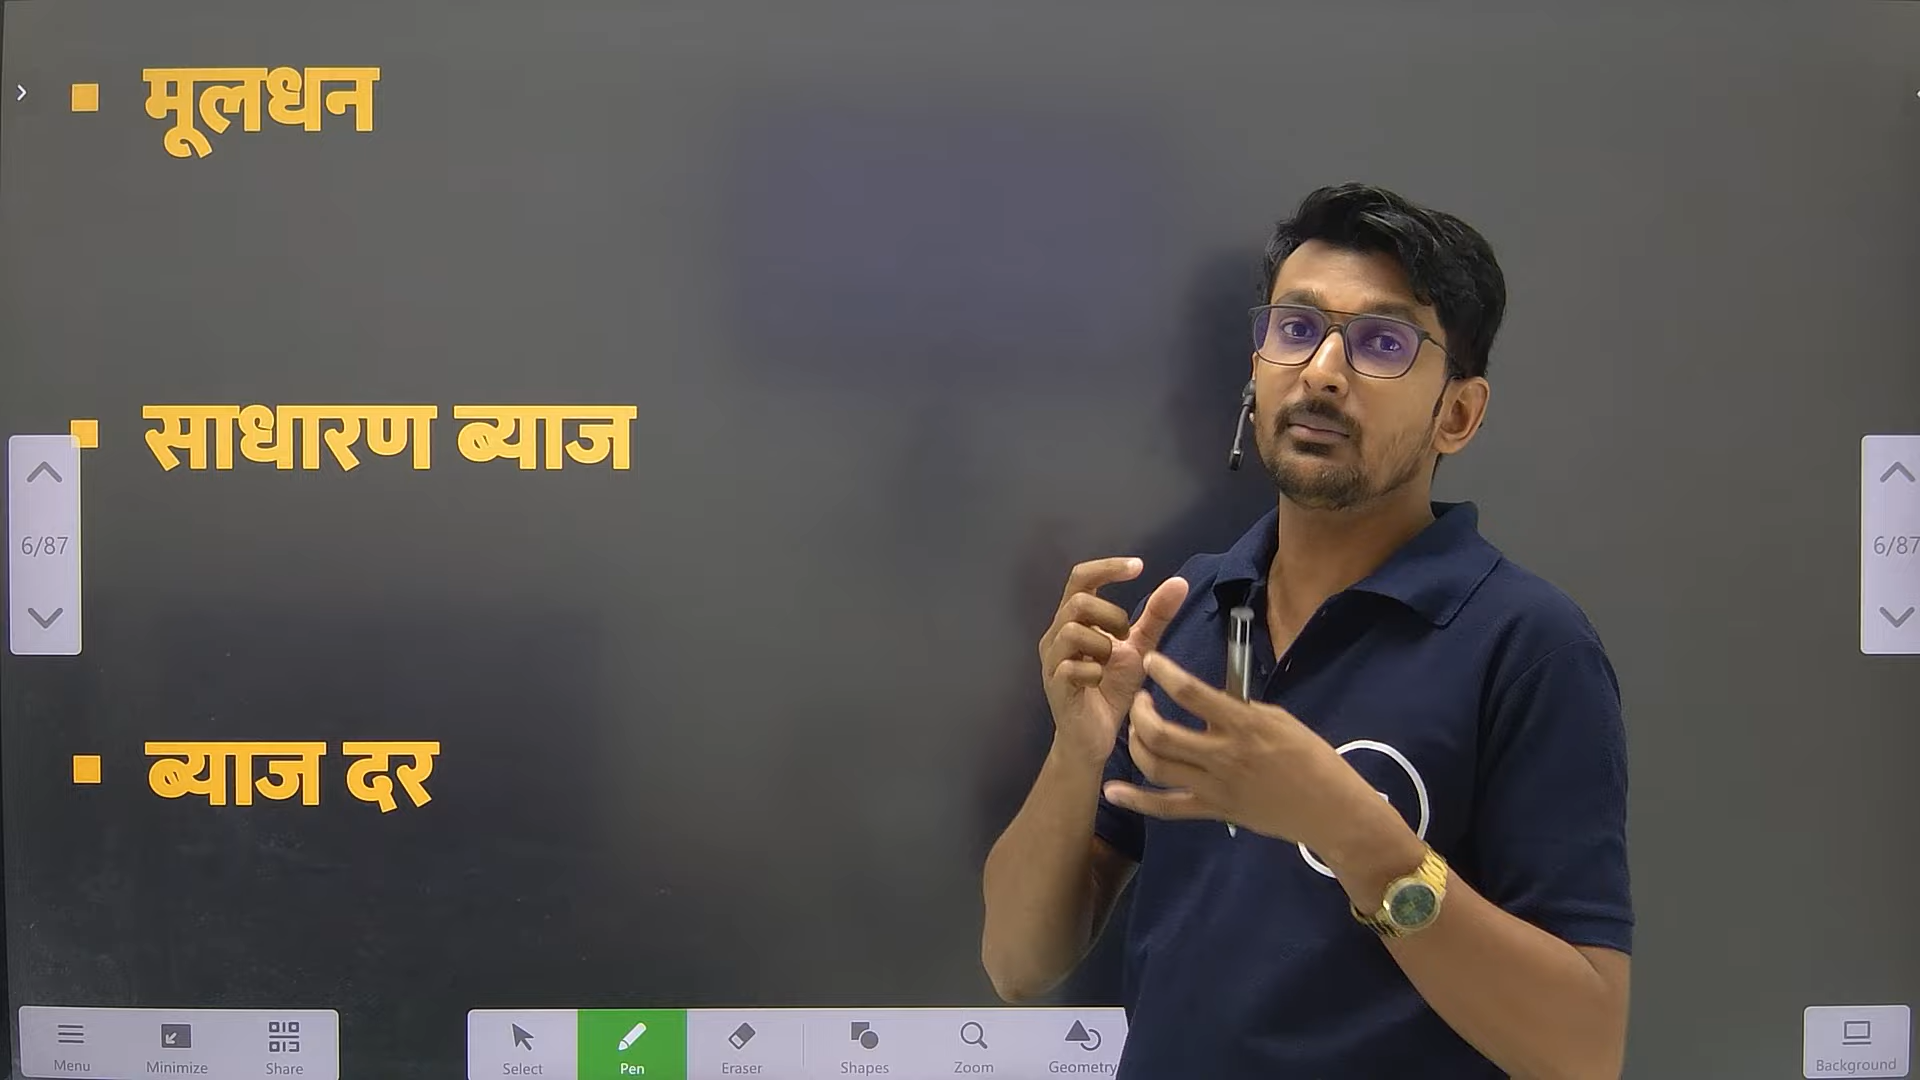 मूलधन
साधारण ब्याज
6/87
6/87
ब्याज दर
Menu
Minimize
Share
Select
Pen
Eraser
Shapes
Zoom
Geometry
Background